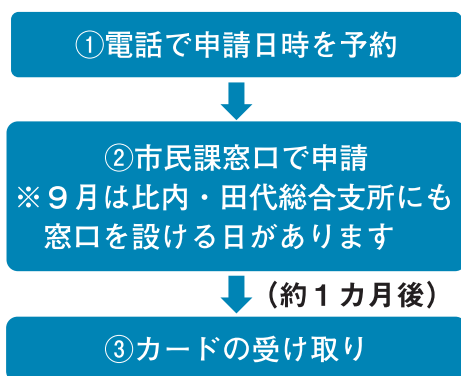 ①電話で申請日時を予約
②市民課窓口で申請
※９月は比内・田代総合支所にも
窓口を設ける日があります
（約１カ月後）
③カードの受け取り